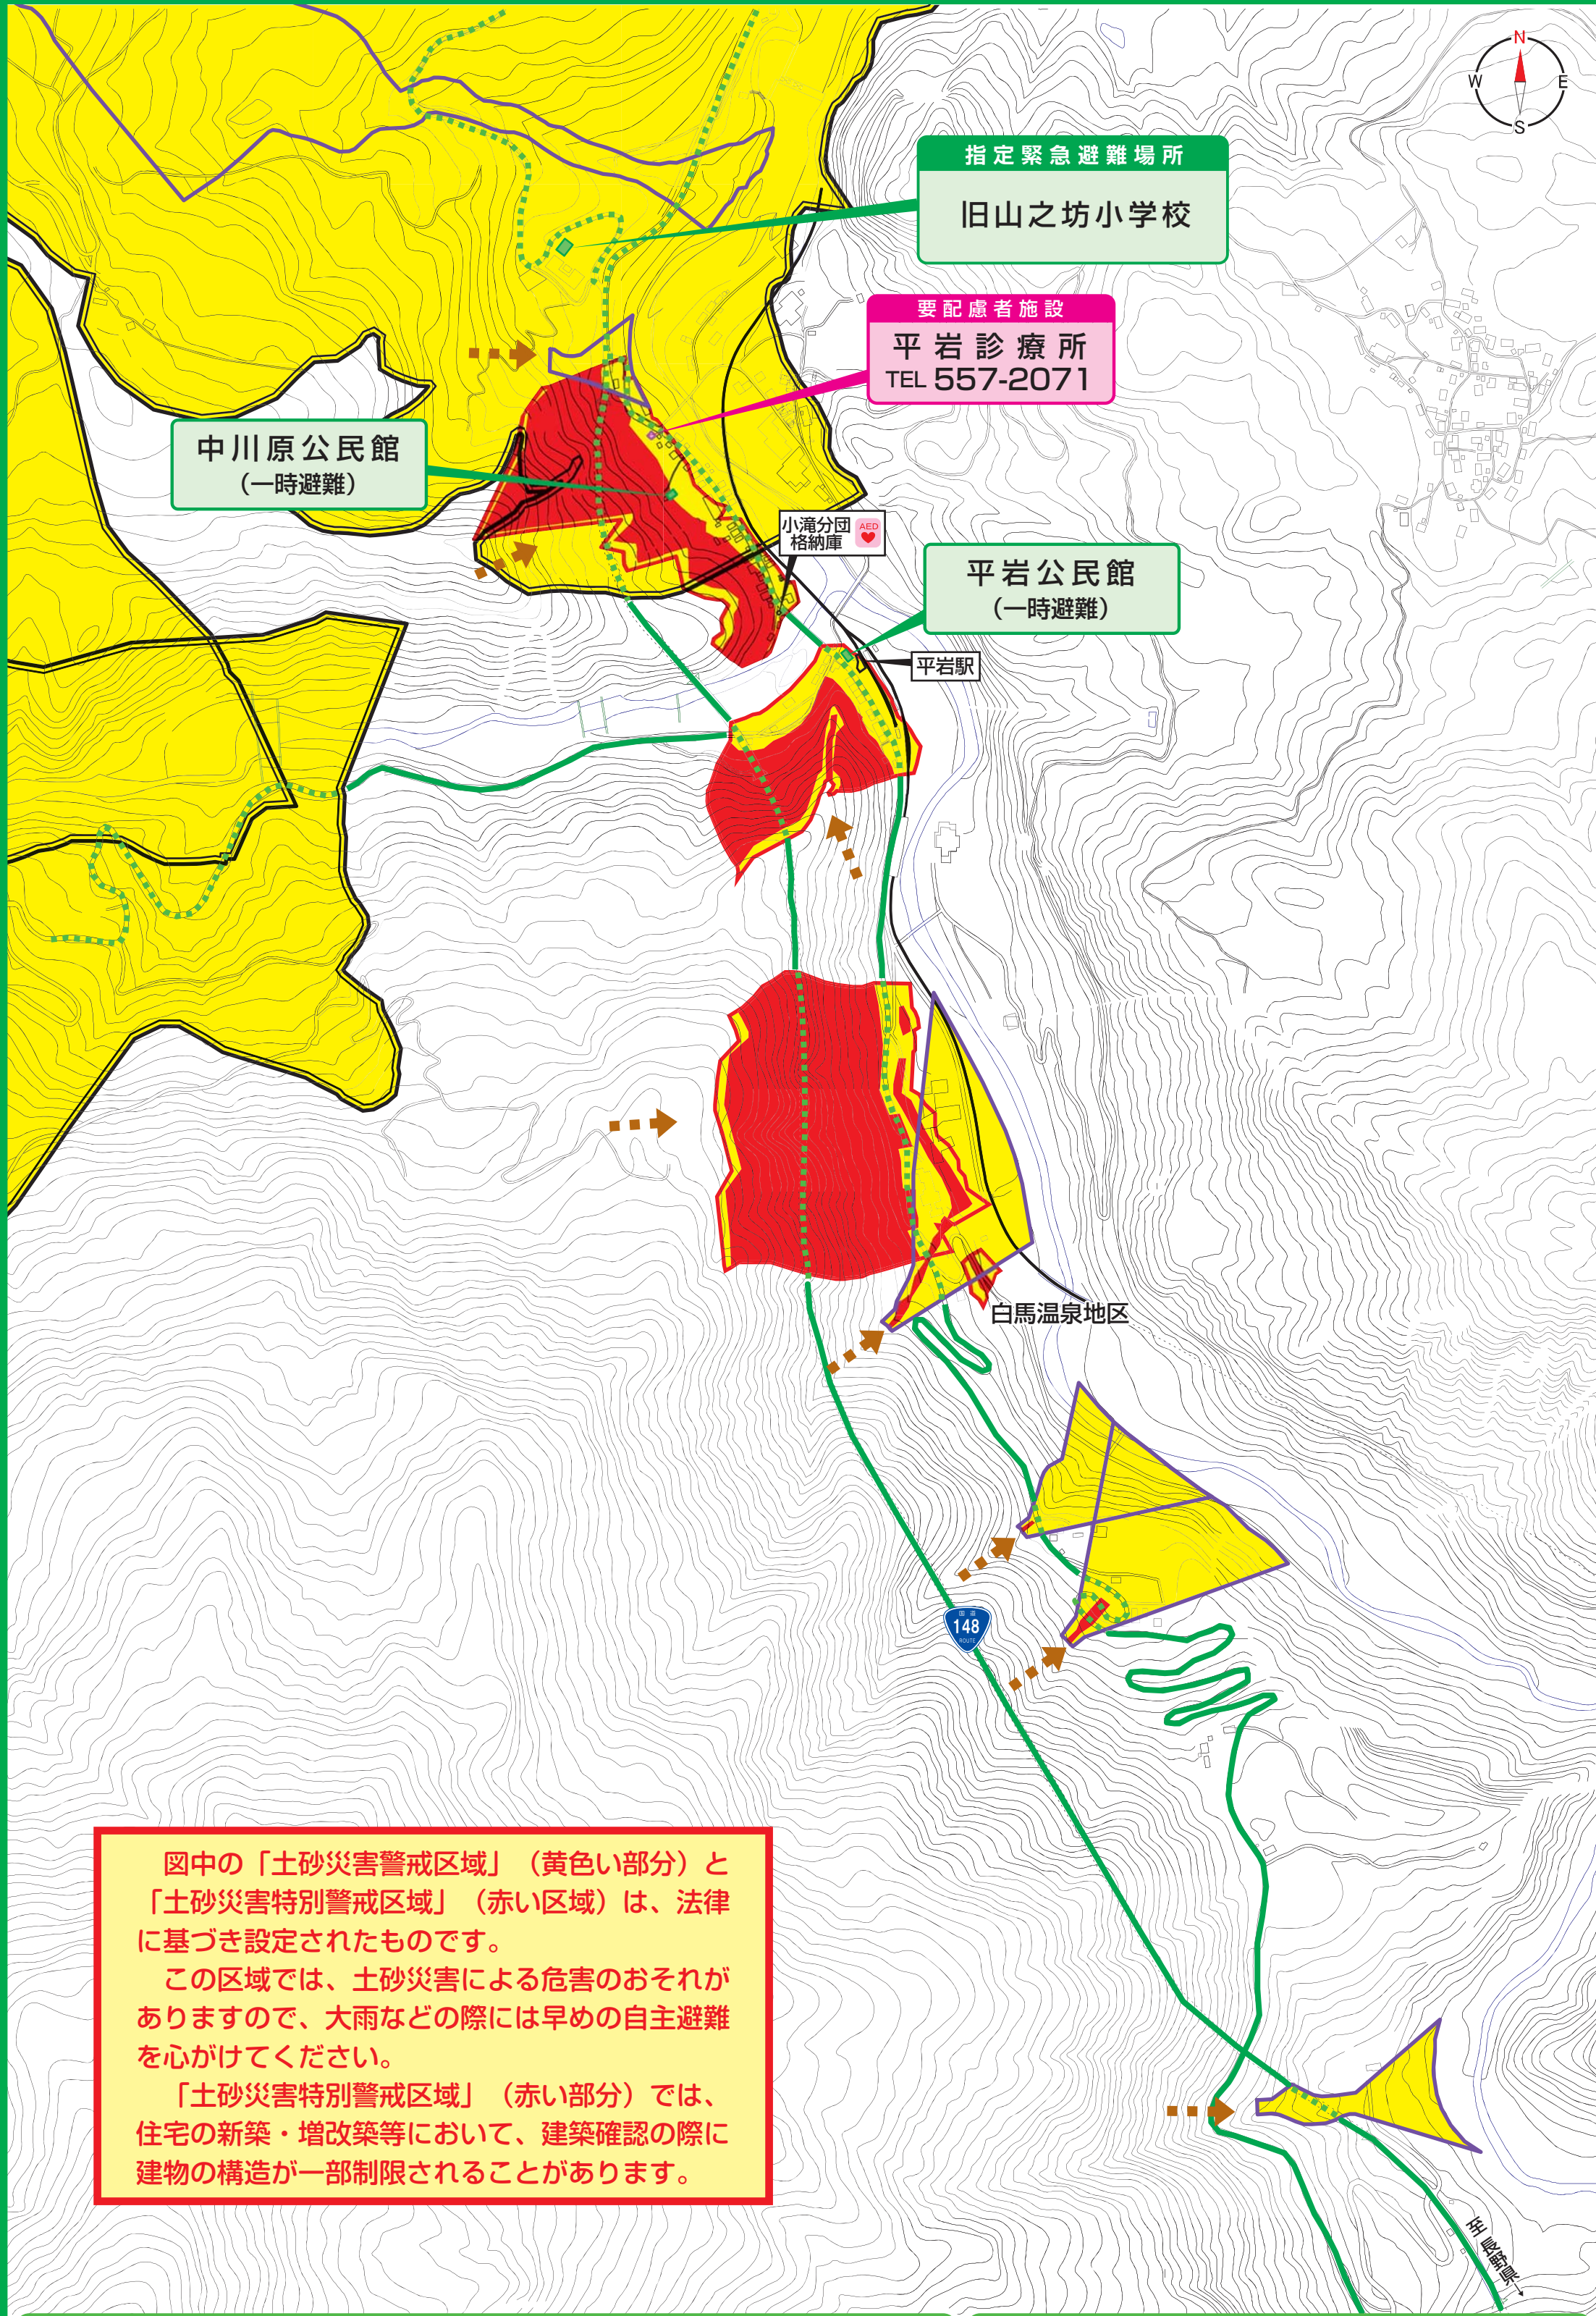 N
W
E
S
指定緊急避難場所
旧山之坊小学校
要配慮者施設
平岩診療所
TEL 557-2071
中川原公民館
(一時避難)
小滝分団
格納庫
AED
平岩公民館
(一時避難)
平岩駅
白馬温泉地区
国道
148
ROUTE
図中の「土砂災害警戒区域」(黄色い部分)と
「土砂災害特別警戒区域」(赤い区域)は、法律
に基づき設定されたものです。
この区域では、土砂災害による危害のおそれが
ありますので、大雨などの際には早めの自主避難
を心がけてください。
「土砂災害特別警戒区域」(赤い部分)では、
住宅の新築・増改築等において、建築確認の際に
建物の構造が一部制限されることがあります。
至長野県→